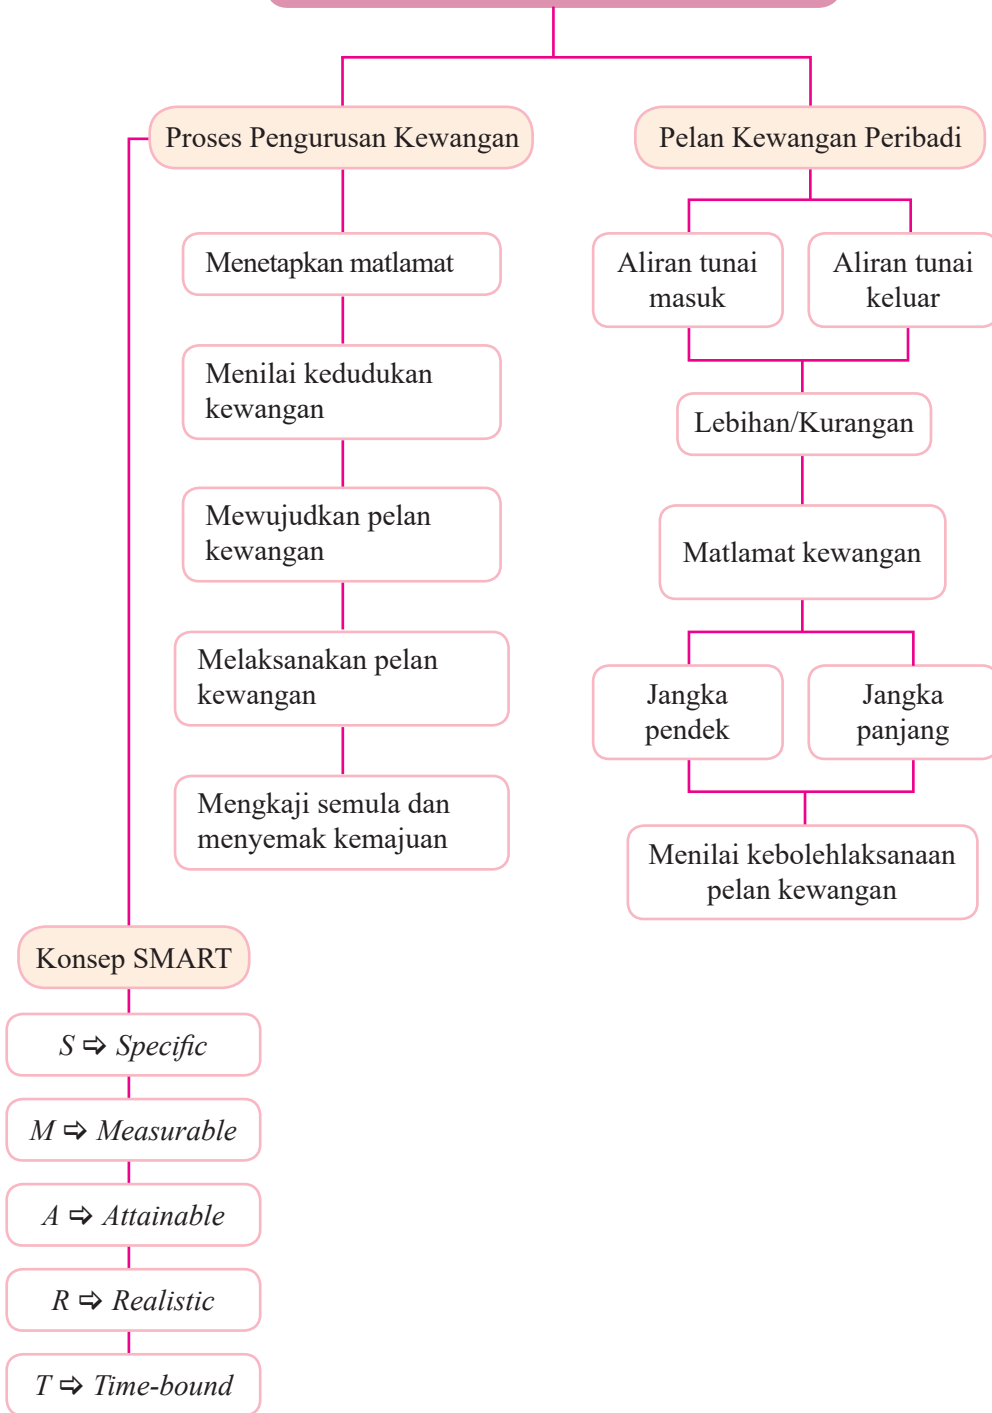 Proses Pengurusan Kewangan
Menetapkan matlamat
Menilai kedudukan
kewangan
Mewujudkan pelan
kewangan
Melaksanakan pelan
kewangan
Mengkaji semula dan
menyemak kemajuan
Konsep SMART
S ⇨ Specific
M ⇨ Measurable
A ⇨ Attainable
R ⇨ Realistic
T ⇨ Time-bound
Pelan Kewangan Peribadi
Aliran tunai
masuk
Aliran tunai
keluar
Lebihan/Kurangan
Matlamat kewangan
Jangka
pendek
Jangka
panjang
Menilai kebolehlaksanaan
pelan kewangan